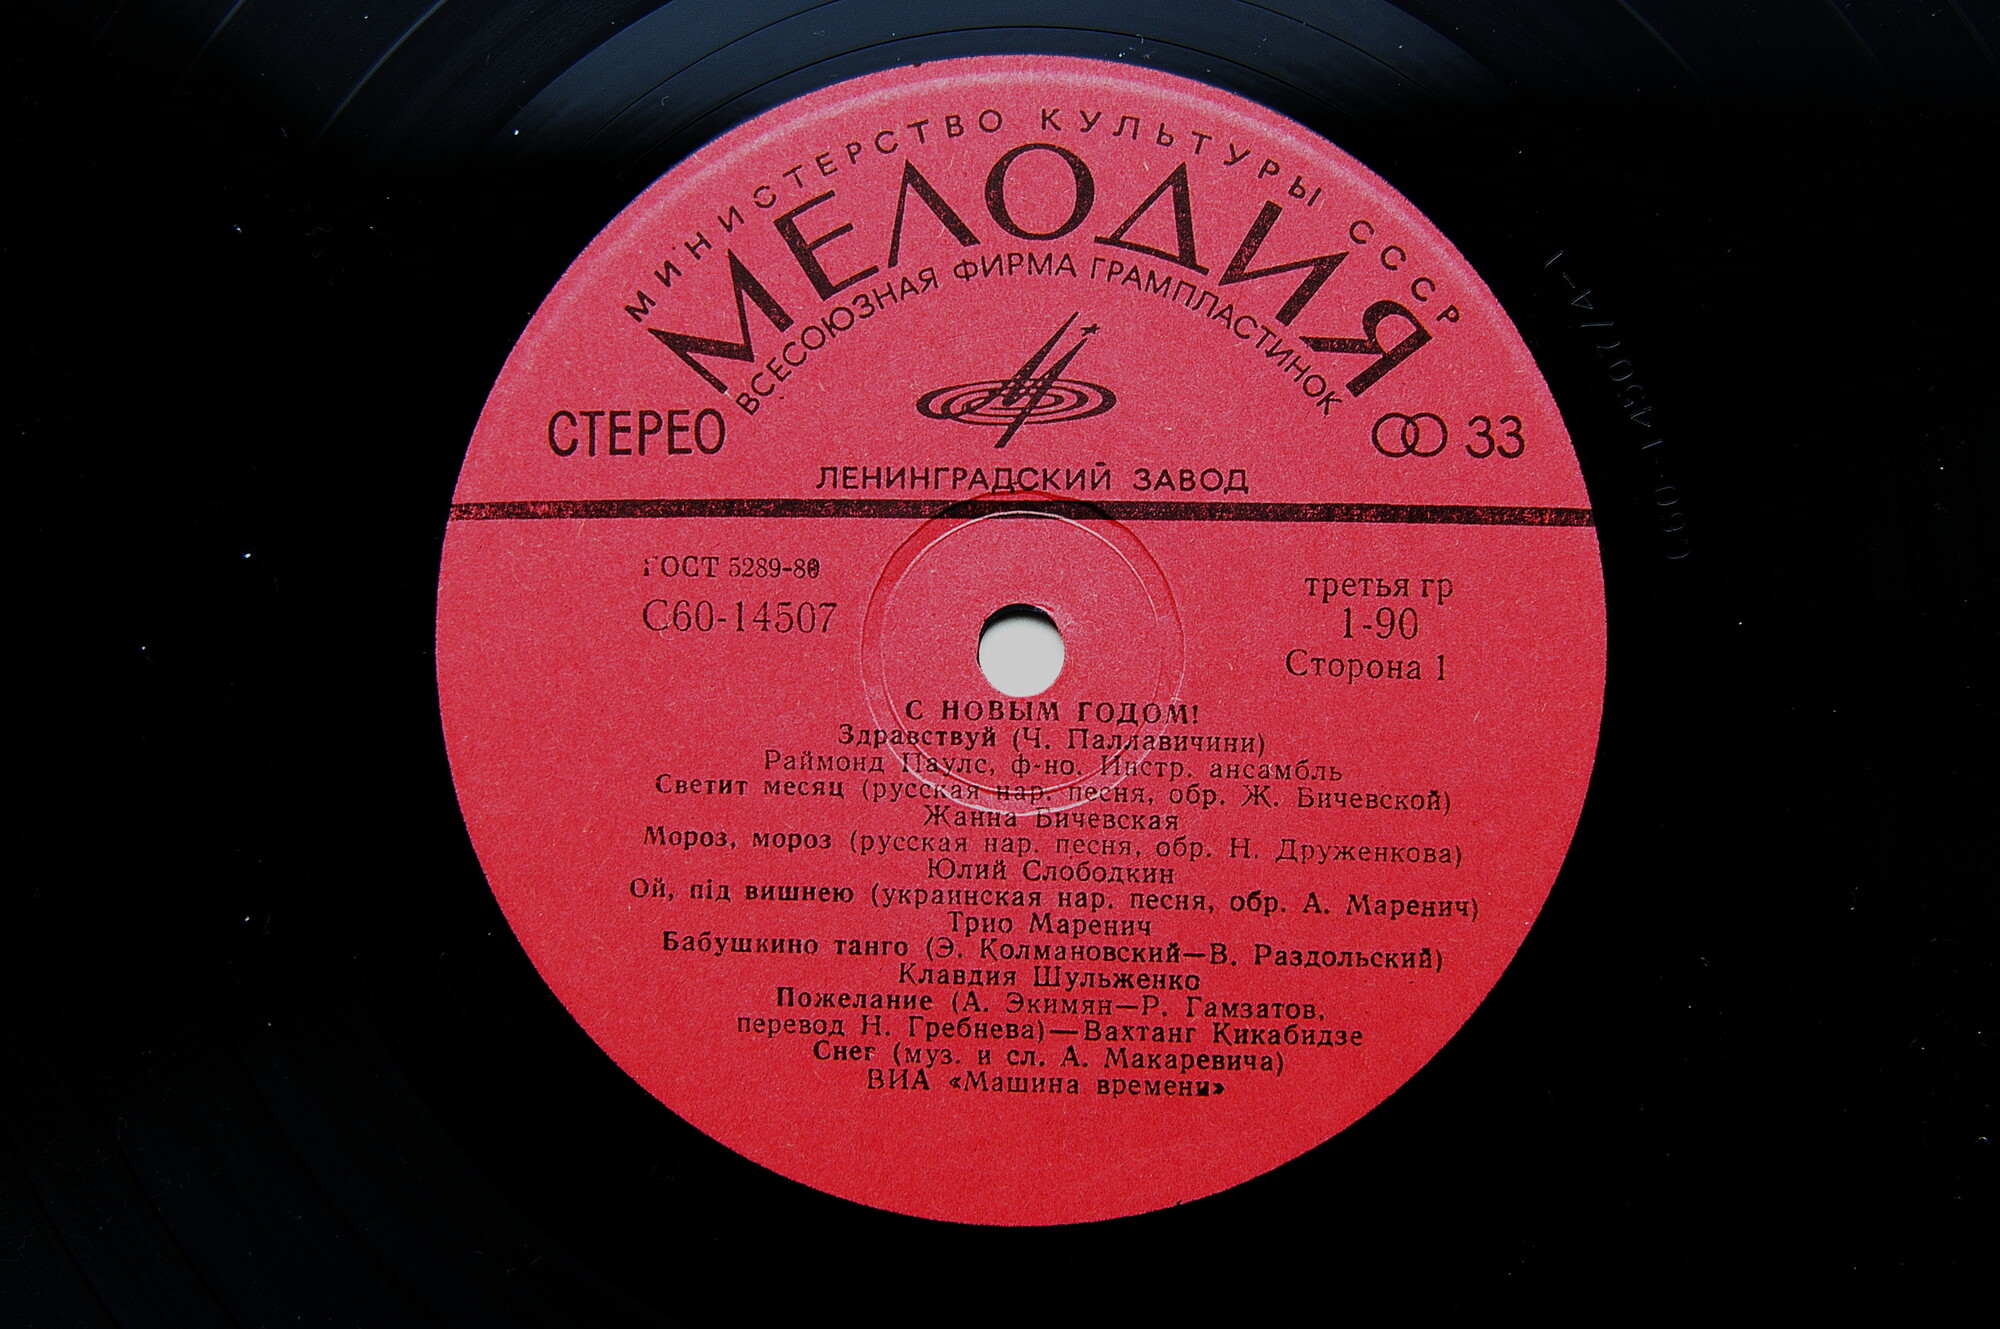 МИНИСТЕРСТВО КУЛЬТУРЫ СССР
МЕЛОДИЯ
ВСЕСОЮЗНАЯ ФИРМА ГРАМПЛАСТИНОК
СТЕРЕО
33
ЛЕНИНГРАДСКИЙ ЗАВОД
ГОСТ 5289-80
С60-14507
третья гр
1-90
Сторона 1
С НОВЫМ ГОДОМ!
Здравствуй (Ч. Паллавичини)
Раймонд Паулс, ф-но. Инстр. ансамбль
Светит месяц (русская нар. песня, обр. Ж. Бичевской)
Жанна Бичевская
Мороз, мороз (русская нар. песня, обр. Н. Друженкова)
Юлий Слободкин
Ой, під вишнею (украинская нар. песня, обр. А. Маренич)
Трио Маренич
Бабушкино танго (Э. Колмановский—В. Раздольский)
Клавдия Шульженко
Пожелание (А. Экимян—Р. Гамзатов,
перевод Н. Гребнева)—Вахтанг Кикабидзе
Снег (муз. и сл. А. Макаревича)
ВИА «Машина времени»